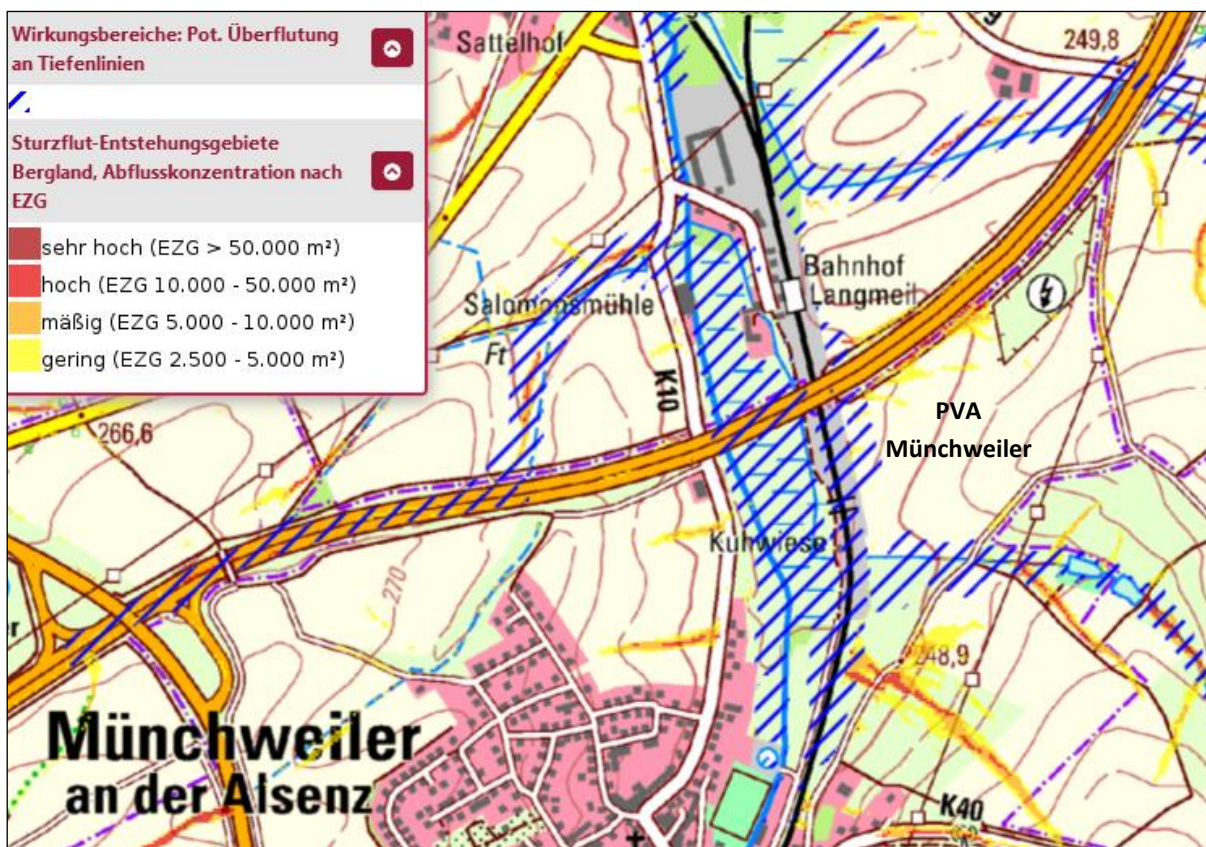 Wirkungsbereiche: Pot. Überflutung
an Tiefenlinien
Sturzflut-Entstehungsgebiete
Bergland, Abflusskonzentration nach
EZG
sehr hoch (EZG > 50.000 m²)
hoch (EZG 10.000 - 50.000 m²)
mäßig (EZG 5.000 - 10.000 m²)
gering (EZG 2.500 - 5.000 m²)
Sattelhof
249,8
Bahnhof
Langmeil
Salomonsmühle
Ft
K10
PVA
Münchweiler
266,6
Kuhwiese
270
248,9
Münchweiler
an der Alsenz
K40